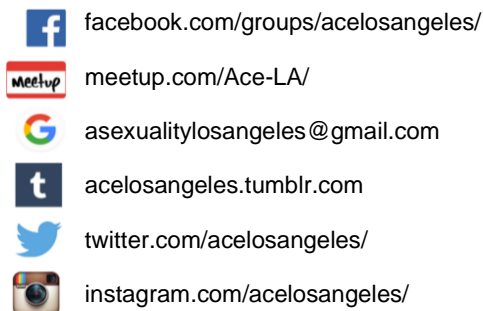 facebook.com/groups/acelosangeles/
Meetup meetup.com/Ace-LA/
asexualitylosangeles@gmail.com
acelosangeles.tumblr.com
twitter.com/acelosangeles/
instagram.com/acelosangeles/